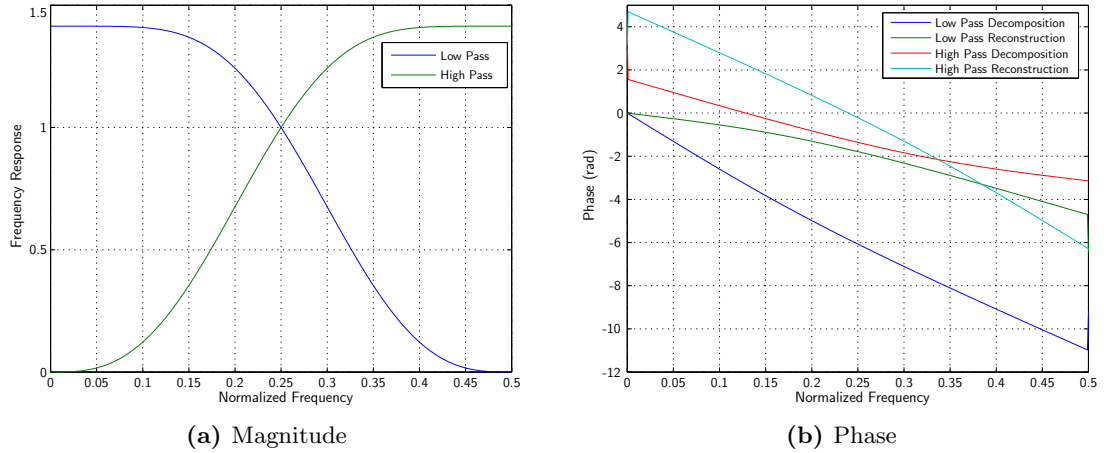 1.5
1
0.5
0
Frequency Response
Low Pass
High Pass
0 0.05 0.1 0.15 0.2 0.25 0.3 0.35 0.4 0.45 0.5
Normalized Frequency
(a) Magnitude
4
2
0
-2
-4
-6
-8
-10
-12
Phase (rad)
Low Pass Decomposition
Low Pass Reconstruction
High Pass Decomposition
High Pass Reconstruction
0 0.05 0.1 0.15 0.2 0.25 0.3 0.35 0.4 0.45 0.5
Normalized Frequency
(b) Phase